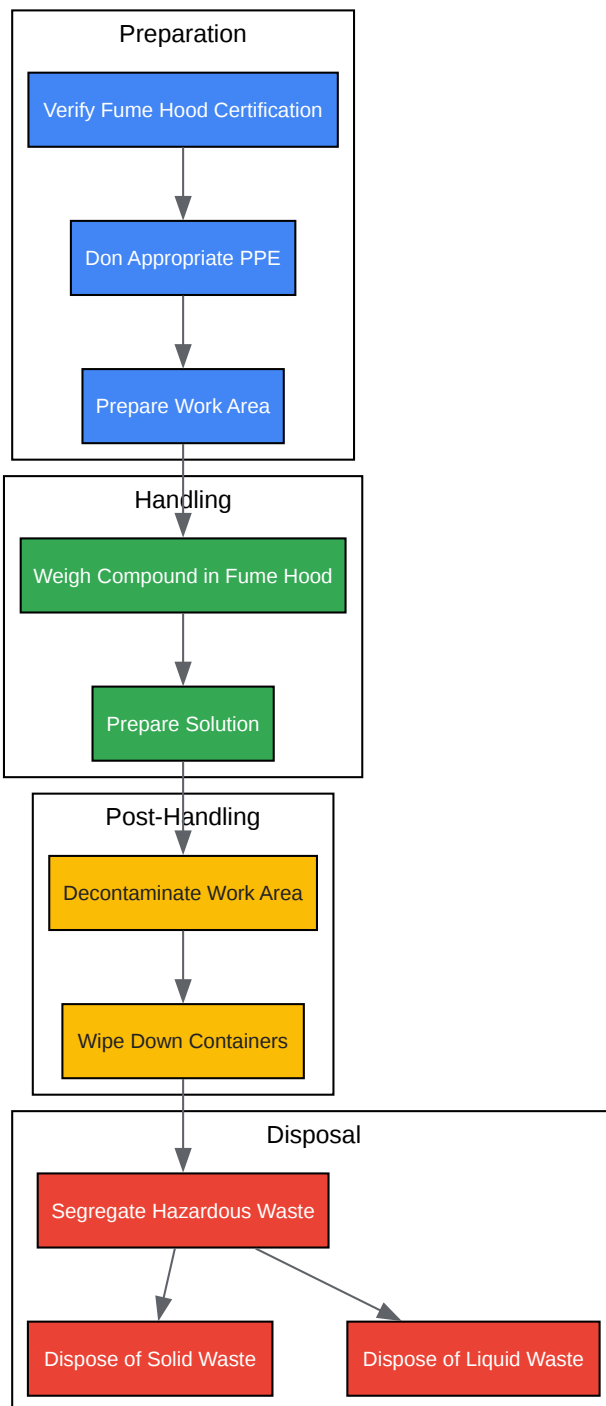 Preparation
Verify Fume Hood Certification
Don Appropriate PPE
Prepare Work Area
Handling
Weigh Compound in Fume Hood
Prepare Solution
Post-Handling
Decontaminate Work Area
Wipe Down Containers
Disposal
Segregate Hazardous Waste
Dispose of Solid Waste
Dispose of Liquid Waste